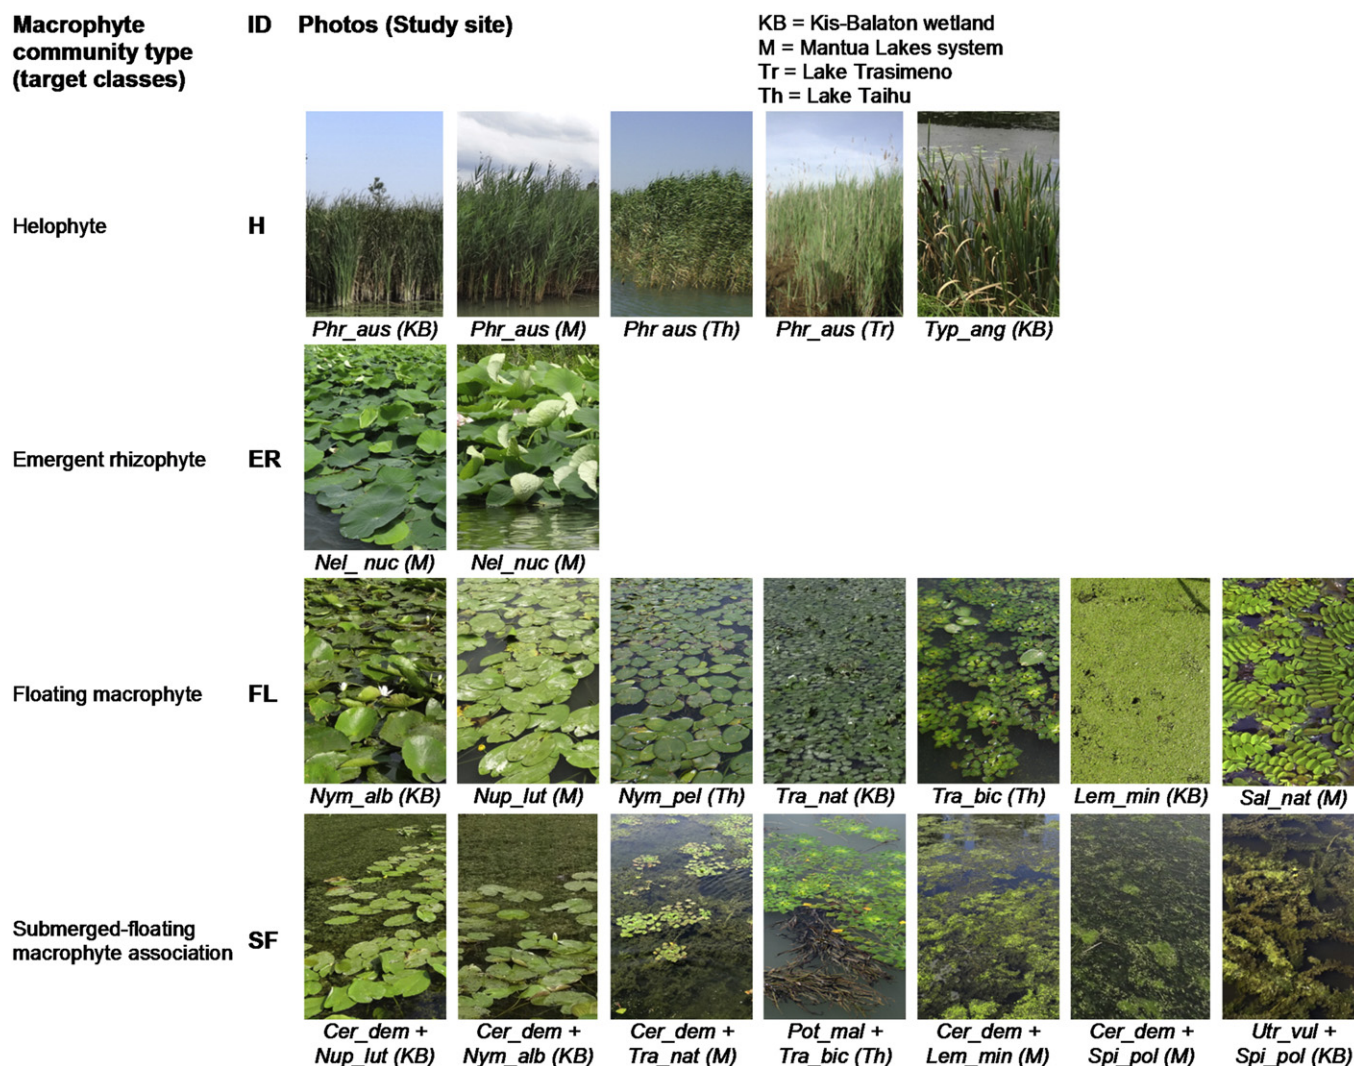 Macrophyte
community type
(target classes)
ID
Photos (Study site)
KB = Kis-Balaton wetland
M = Mantua Lakes system
Tr = Lake Trasimeno
Th = Lake Taihu
Helophyte
H
Phr_aus (KB)
Phr_aus (M)
Phr aus (Th)
Phr_aus (Tr)
Typ_ang (KB)
Emergent rhizophyte
ER
Nel_ nuc (M)
Nel_nuc (M)
Floating macrophyte
FL
Nym_alb (KB)
Nup_lut (M)
Nym_pel (Th)
Tra_nat (KB)
Tra_bic (Th)
Lem_min (KB)
Sal_nat (M)
Submerged-floating
macrophyte association
SF
Cer_dem +
Nup_lut (KB)
Cer_dem +
Nym_alb (KB)
Cer_dem +
Tra_nat (M)
Pot_mal +
Tra_bic (Th)
Cer_dem +
Lem_min (M)
Cer_dem +
Spi_pol (M)
Utr_vul +
Spi_pol (KB)